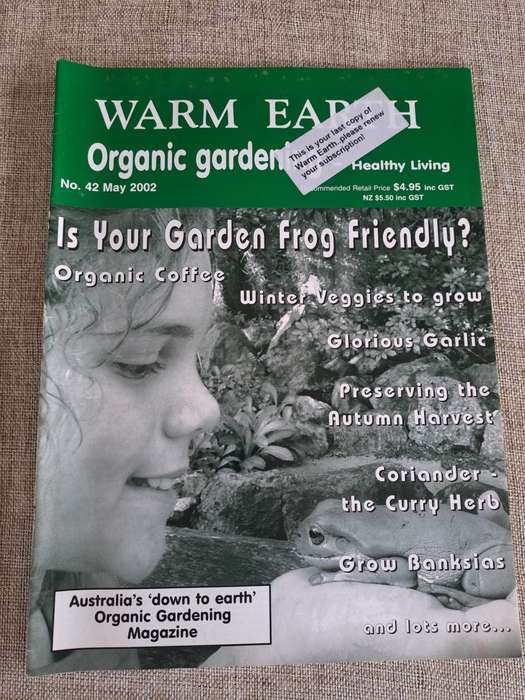 WARM EARTH
Organic garden
Healthy Living
This is your last copy of
Warm Earth..please renew
your subscription!
No. 42 May 2002
ommended Retail Price $4.95 inc GST
NZ $5.50 inc GST
Is Your Garden Frog Friendly?
Organic Coffee
Winter Veggies to grow
Glorious Garlic
Preserving the
Autumn Harvest
Coriander -
the Curry Herb
Grow Banksias
Australia's 'down to earth'
Organic Gardening
Magazine
and lots more...